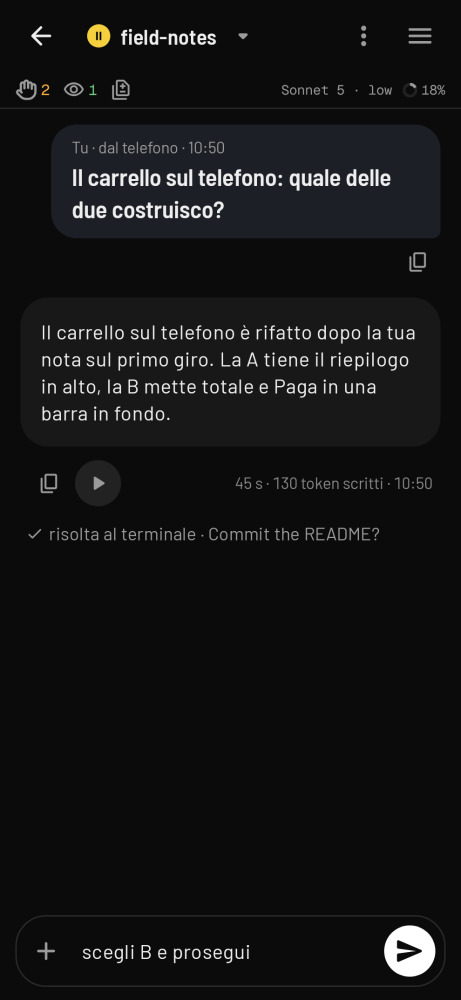 field-notes
2 1 Sonnet 5 · low 18%
Tu · dal telefono · 10:50
Il carrello sul telefono: quale delle
due costruisco?
Il carrello sul telefono è rifatto dopo la tua
nota sul primo giro. La A tiene il riepilogo
in alto, la B mette totale e Paga in una
barra in fondo.
45 s · 130 token scritti · 10:50
risolta al terminale · Commit the README?
scegli B e prosegui